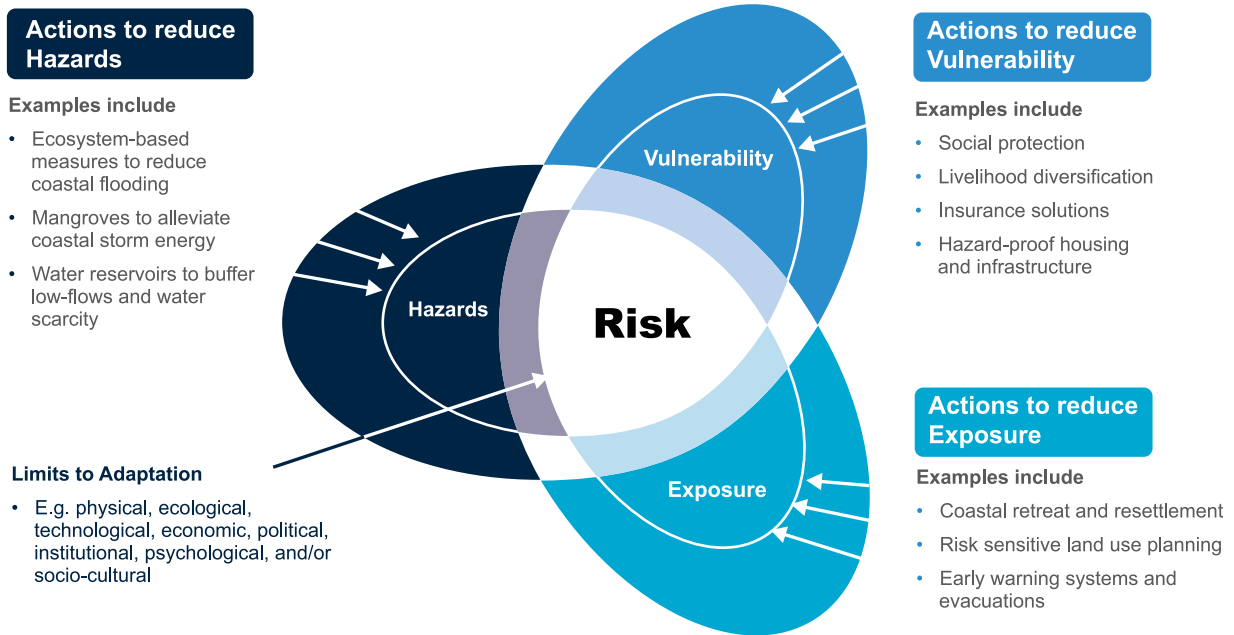 Actions to reduce
Hazards
Examples include
• Ecosystem-based
measures to reduce
coastal flooding
• Mangroves to alleviate
coastal storm energy
• Water reservoirs to buffer
low-flows and water
scarcity
Limits to Adaptation
• E.g. physical, ecological,
technological, economic, political,
institutional, psychological, and/or
socio-cultural
Vulnerability
Hazards
Risk
Exposure
Actions to reduce
Vulnerability
Examples include
• Social protection
• Livelihood diversification
• Insurance solutions
• Hazard-proof housing
and infrastructure
Actions to reduce
Exposure
Examples include
• Coastal retreat and resettlement
• Risk sensitive land use planning
• Early warning systems and
evacuations